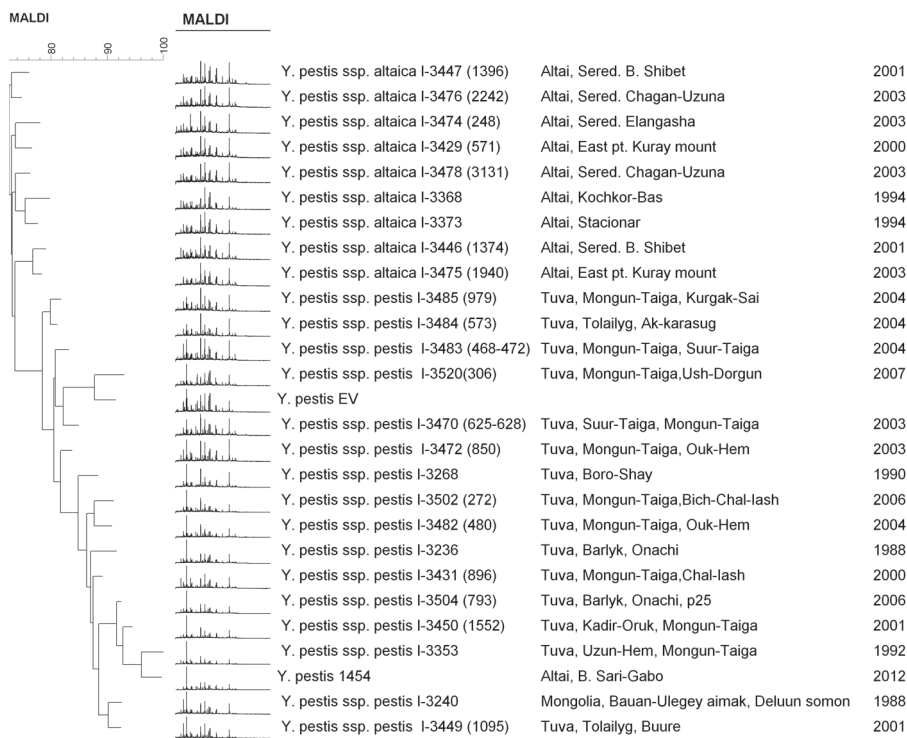 MALDI MALDI
80 90 100
Y. pestis ssp. altaica I-3447 (1396) Altai, Sered. B. Shibet 2001
Y. pestis ssp. altaica I-3476 (2242) Altai, Sered. Chagan-Uzuna 2003
Y. pestis ssp. altaica I-3474 (248) Altai, Sered. Elangasha 2003
Y. pestis ssp. altaica I-3429 (571) Altai, East pt. Kuray mount 2000
Y. pestis ssp. altaica I-3478 (3131) Altai, Sered. Chagan-Uzuna 2003
Y. pestis ssp. altaica I-3368 Altai, Kochkor-Bas 1994
Y. pestis ssp. altaica I-3373 Altai, Stacionar 1994
Y. pestis ssp. altaica I-3446 (1374) Altai, Sered. B. Shibet 2001
Y. pestis ssp. altaica I-3475 (1940) Altai, East pt. Kuray mount 2003
Y. pestis ssp. pestis I-3485 (979) Tuva, Mongun-Taiga, Kurgak-Sai 2004
Y. pestis ssp. pestis I-3484 (573) Tuva, Tolailyg, Ak-karasug 2004
Y. pestis ssp. pestis I-3483 (468-472) Tuva, Mongun-Taiga, Suur-Taiga 2004
Y. pestis ssp. pestis I-3520(306) Tuva, Mongun-Taiga,Ush-Dorgun 2007
Y. pestis EV
Y. pestis ssp. pestis I-3470 (625-628) Tuva, Suur-Taiga, Mongun-Taiga 2003
Y. pestis ssp. pestis I-3472 (850) Tuva, Mongun-Taiga, Ouk-Hem 2003
Y. pestis ssp. pestis I-3268 Tuva, Boro-Shay 1990
Y. pestis ssp. pestis I-3502 (272) Tuva, Mongun-Taiga,Bich-Chal-lash 2006
Y. pestis ssp. pestis I-3482 (480) Tuva, Mongun-Taiga, Ouk-Hem 2004
Y. pestis ssp. pestis I-3236 Tuva, Barlyk, Onachi 1988
Y. pestis ssp. pestis I-3431 (896) Tuva, Mongun-Taiga,Chal-lash 2000
Y. pestis ssp. pestis I-3504 (793) Tuva, Barlyk, Onachi, p25 2006
Y. pestis ssp. pestis I-3450 (1552) Tuva, Kadir-Oruk, Mongun-Taiga 2001
Y. pestis ssp. pestis I-3353 Tuva, Uzun-Hem, Mongun-Taiga 1992
Y. pestis 1454 Altai, B. Sari-Gabo 2012
Y. pestis ssp. pestis I-3240 Mongolia, Bauan-Ulegey aimak, Deluun somon 1988
Y. pestis ssp. pestis I-3449 (1095) Tuva, Tolailyg, Buure 2001